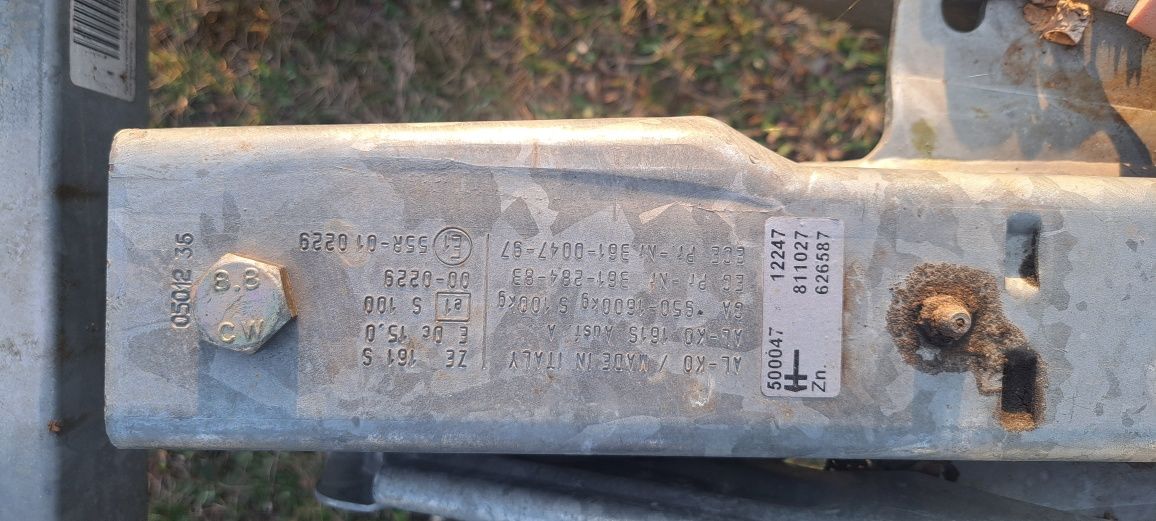 AL-KO / MADE IN ITALY ZE 161 S
AL-KO 161S Ausf. A E Dc 15,0
GA *950-1600kg S 100kg e1 S 100
EG Pr-Nr 361-284-83 00-0229
ECE Pr-Nr 361-0047-97 E1 55R-01 0229
500047 12247
H 811027
Zn. 626587
05012 36
8.8
CW